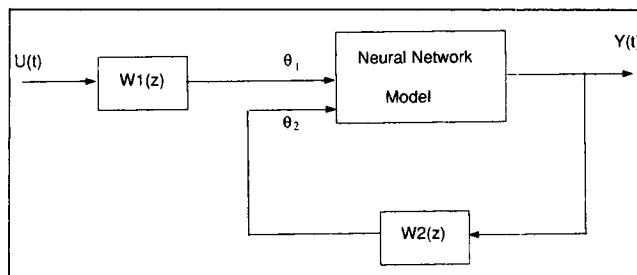 U(t)
W1(z)
θ1
θ2
Neural Network
Model
Y(t)
W2(z)